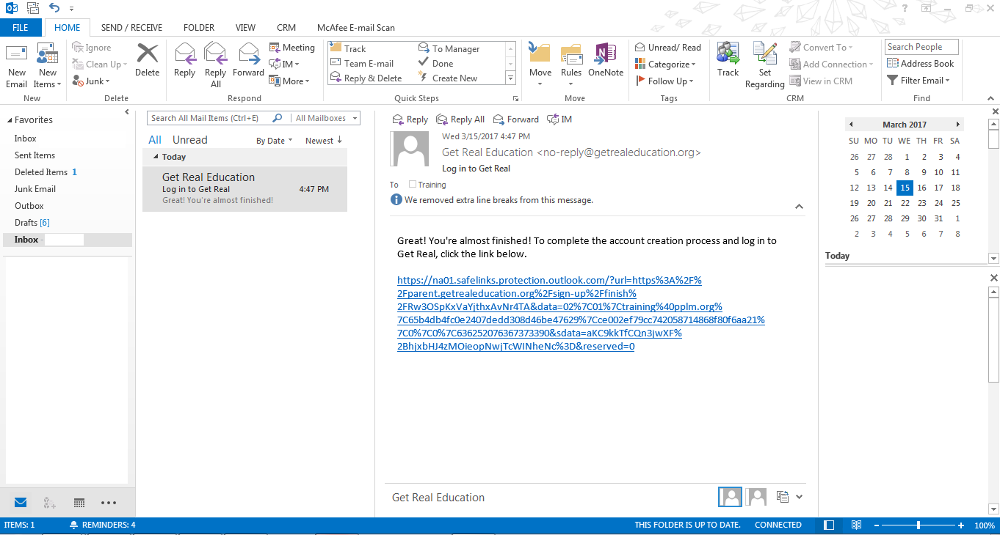 FILE HOME SEND / RECEIVE FOLDER VIEW CRM McAfee E-mail Scan
New Email
New Items
New
Ignore
Clean Up
Junk
Delete
Delete
Reply
Reply All
Forward
Meeting
IM
More
Respond
Track
Team E-mail
Reply & Delete
To Manager
Done
Create New
Quick Steps
Move
Rules
OneNote
Move
Unread/ Read
Categorize
Follow Up
Tags
Track
Set Regarding
Convert To
Add Connection
View in CRM
CRM
Search People
Address Book
Filter Email
Find
Favorites
Inbox
Sent Items
Deleted Items 1
Junk Email
Outbox
Drafts [6]
Inbox -
Search All Mail Items (Ctrl+E) All Mailboxes
All Unread By Date Newest
Today
Get Real Education
Log in to Get Real 4:47 PM
Great! You're almost finished!
Reply Reply All Forward IM
Wed 3/15/2017 4:47 PM
Get Real Education <no-reply@getrealeducation.org>
Log in to Get Real
To Training
We removed extra line breaks from this message.
Great! You're almost finished! To complete the account creation process and log in to
Get Real, click the link below.
https://na01.safelinks.protection.outlook.com/?url=https%3A%2F%
2Fparent.getrealeducation.org%2Fsign-up%2Ffinish%
2FRw3OSpKxVaYjthxAvNr4TA&data=02%7C01%7Ctraining%40pplm.org%
7C65b4db4fc0e2407dedd308d46be47629%7Cce002ef79cc742058714868f80f6aa21%
7C0%7C0%7C636252076367373390&sdata=aKC9kkTfCQn3jwXF%
2BhjxbHJ4zMOieopNwjTcWINheNc%3D&reserved=0
Get Real Education
March 2017
SU MO TU WE TH FR SA
26 27 28 1 2 3 4
5 6 7 8 9 10 11
12 13 14 15 16 17 18
19 20 21 22 23 24 25
26 27 28 29 30 31 1
2 3 4 5 6 7 8
Today
ITEMS: 1 REMINDERS: 4 THIS FOLDER IS UP TO DATE. CONNECTED 100%